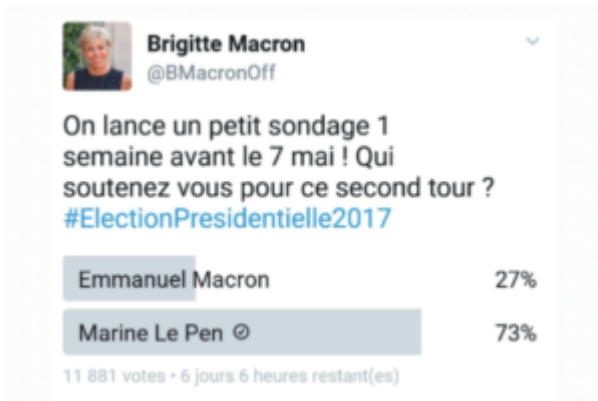 Brigitte Macron
@BMacronOff
On lance un petit sondage 1
semaine avant le 7 mai ! Qui
soutenez vous pour ce second tour ?
#ElectionPresidentielle2017
Emmanuel Macron 27%
Marine Le Pen 73%
11 881 votes • 6 jours 6 heures restant(es)